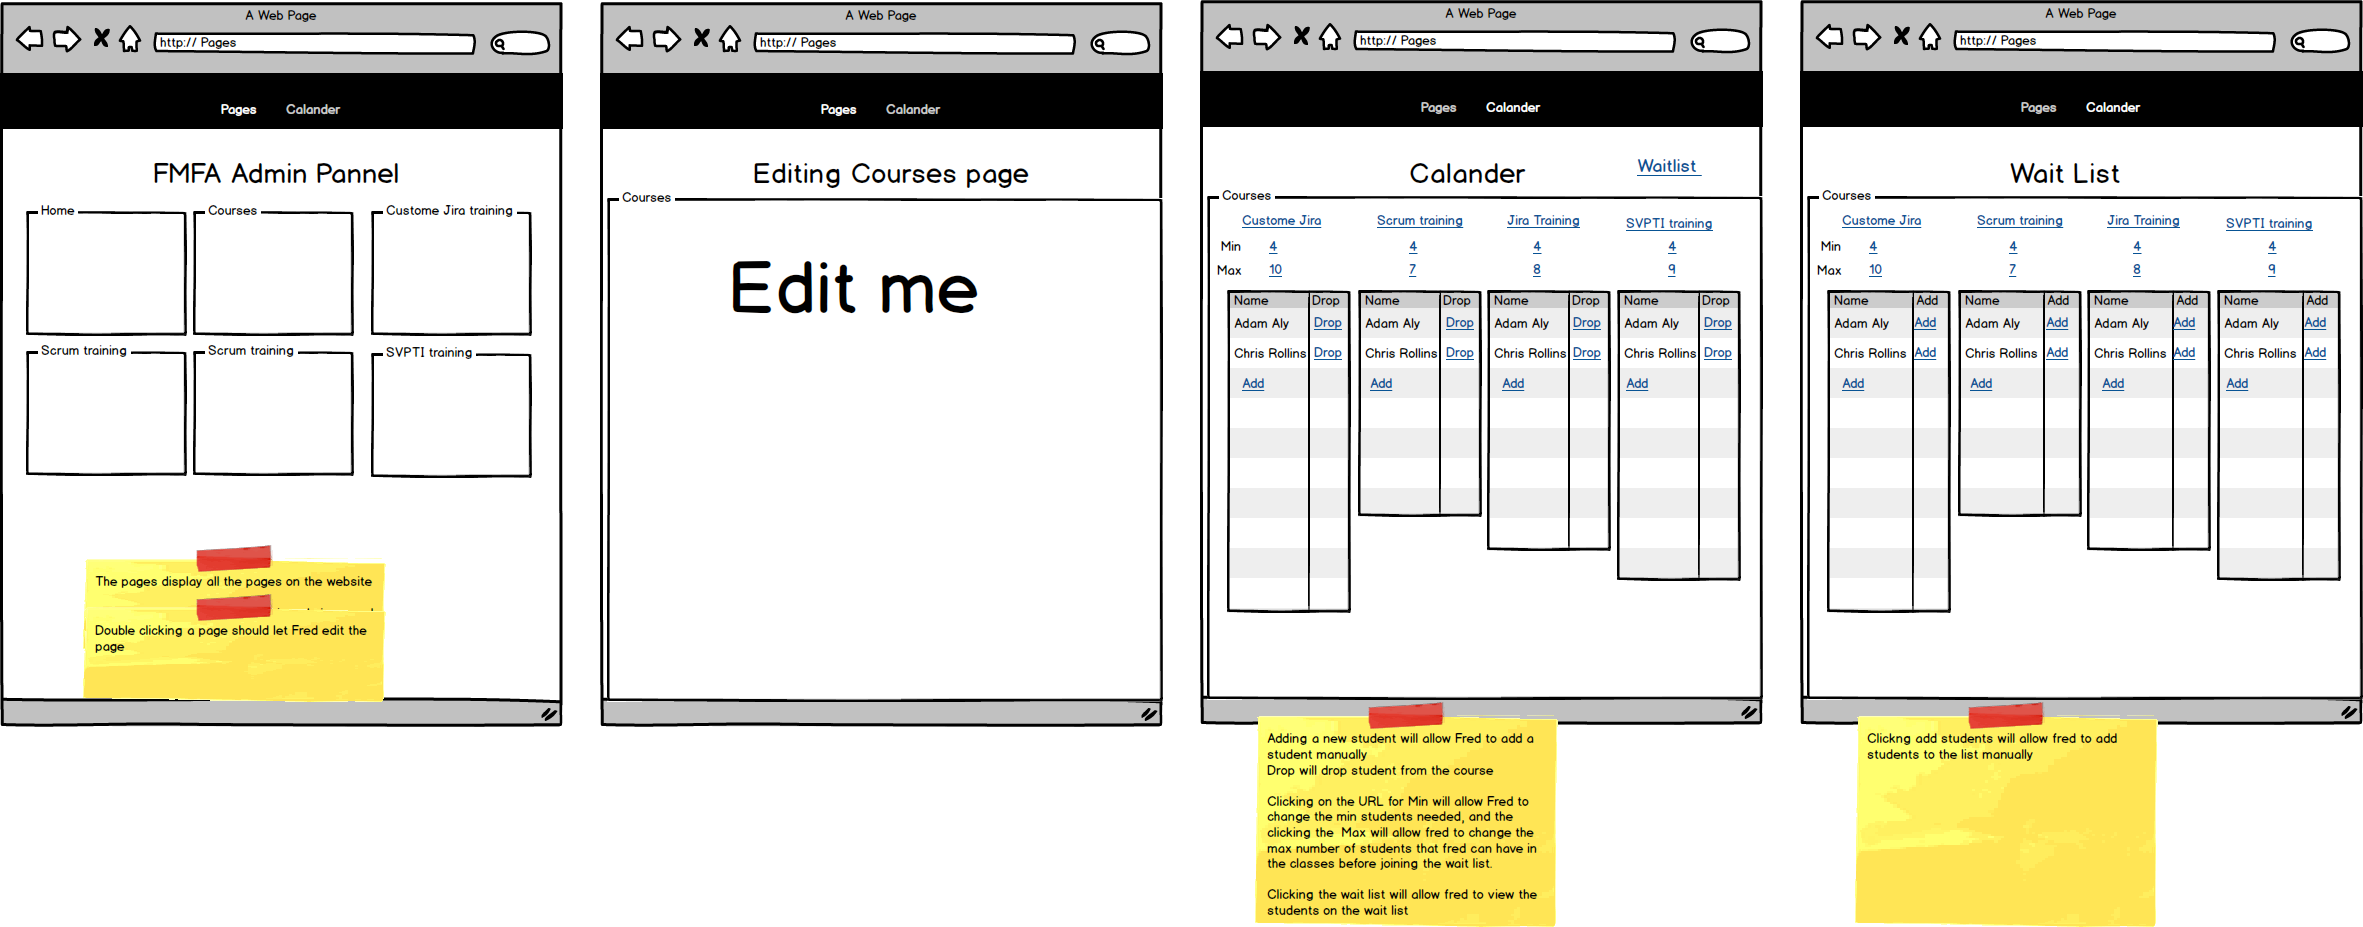 A Web Page
http:// Pages
Pages Calander
FMFA Admin Pannel
Home Courses Custome Jira training
Scrum training Scrum training SVPTI training
The pages display all the pages on the website
Double clicking a page should let Fred edit the
page
A Web Page
http:// Pages
Pages Calander
Editing Courses page
Courses
Edit me
A Web Page
http:// Pages
Pages Calander
Calander Waitlist
Courses
Custome Jira Scrum training Jira Training SVPTI training
Min 4 4 4 4
Max 10 7 8 9
Name Drop Name Drop Name Drop Name Drop
Adam Aly Drop Adam Aly Drop Adam Aly Drop Adam Aly Drop
Chris Rollins Drop Chris Rollins Drop Chris Rollins Drop Chris Rollins Drop
Add Add Add Add
Adding a new student will allow Fred to add a
student manually
Drop will drop student from the course
Clicking on the URL for Min will allow Fred to
change the min students needed, and the
clicking the Max will allow fred to change the
max number of students that fred can have in
the classes before joining the wait list.
Clicking the wait list will allow fred to view the
students on the wait list
A Web Page
http:// Pages
Pages Calander
Wait List
Courses
Custome Jira Scrum training Jira Training SVPTI training
Min 4 4 4 4
Max 10 7 8 9
Name Add Name Add Name Add Name Add
Adam Aly Add Adam Aly Add Adam Aly Add Adam Aly Add
Chris Rollins Add Chris Rollins Add Chris Rollins Add Chris Rollins Add
Add Add Add Add
Clickng add students will allow fred to add
students to the list manually